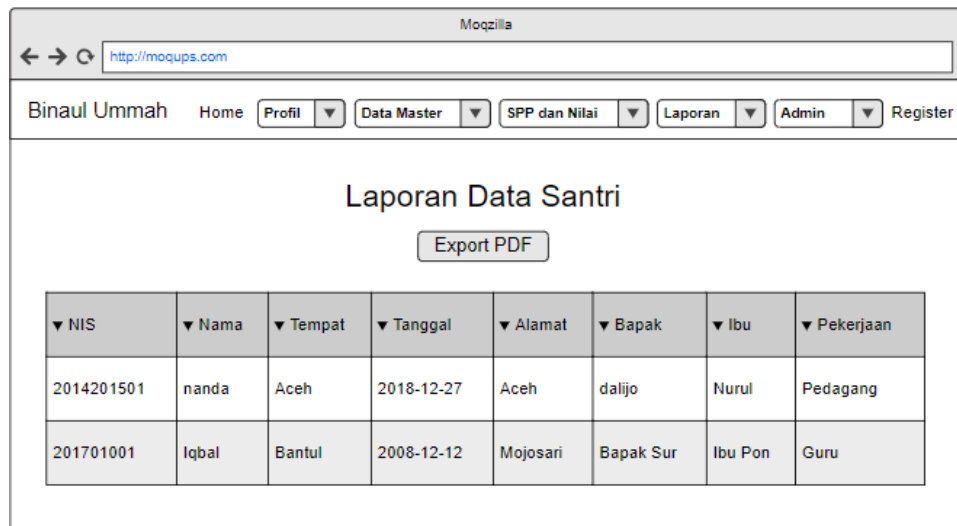 Moqzilla
http://moqups.com
Binaul Ummah Home Profil Data Master SPP dan Nilai Laporan Admin Register
Laporan Data Santri
Export PDF
NIS Nama Tempat Tanggal Alamat Bapak Ibu Pekerjaan
2014201501 nanda Aceh 2018-12-27 Aceh dalijo Nurul Pedagang
201701001 Iqbal Bantul 2008-12-12 Mojosari Bapak Sur Ibu Pon Guru